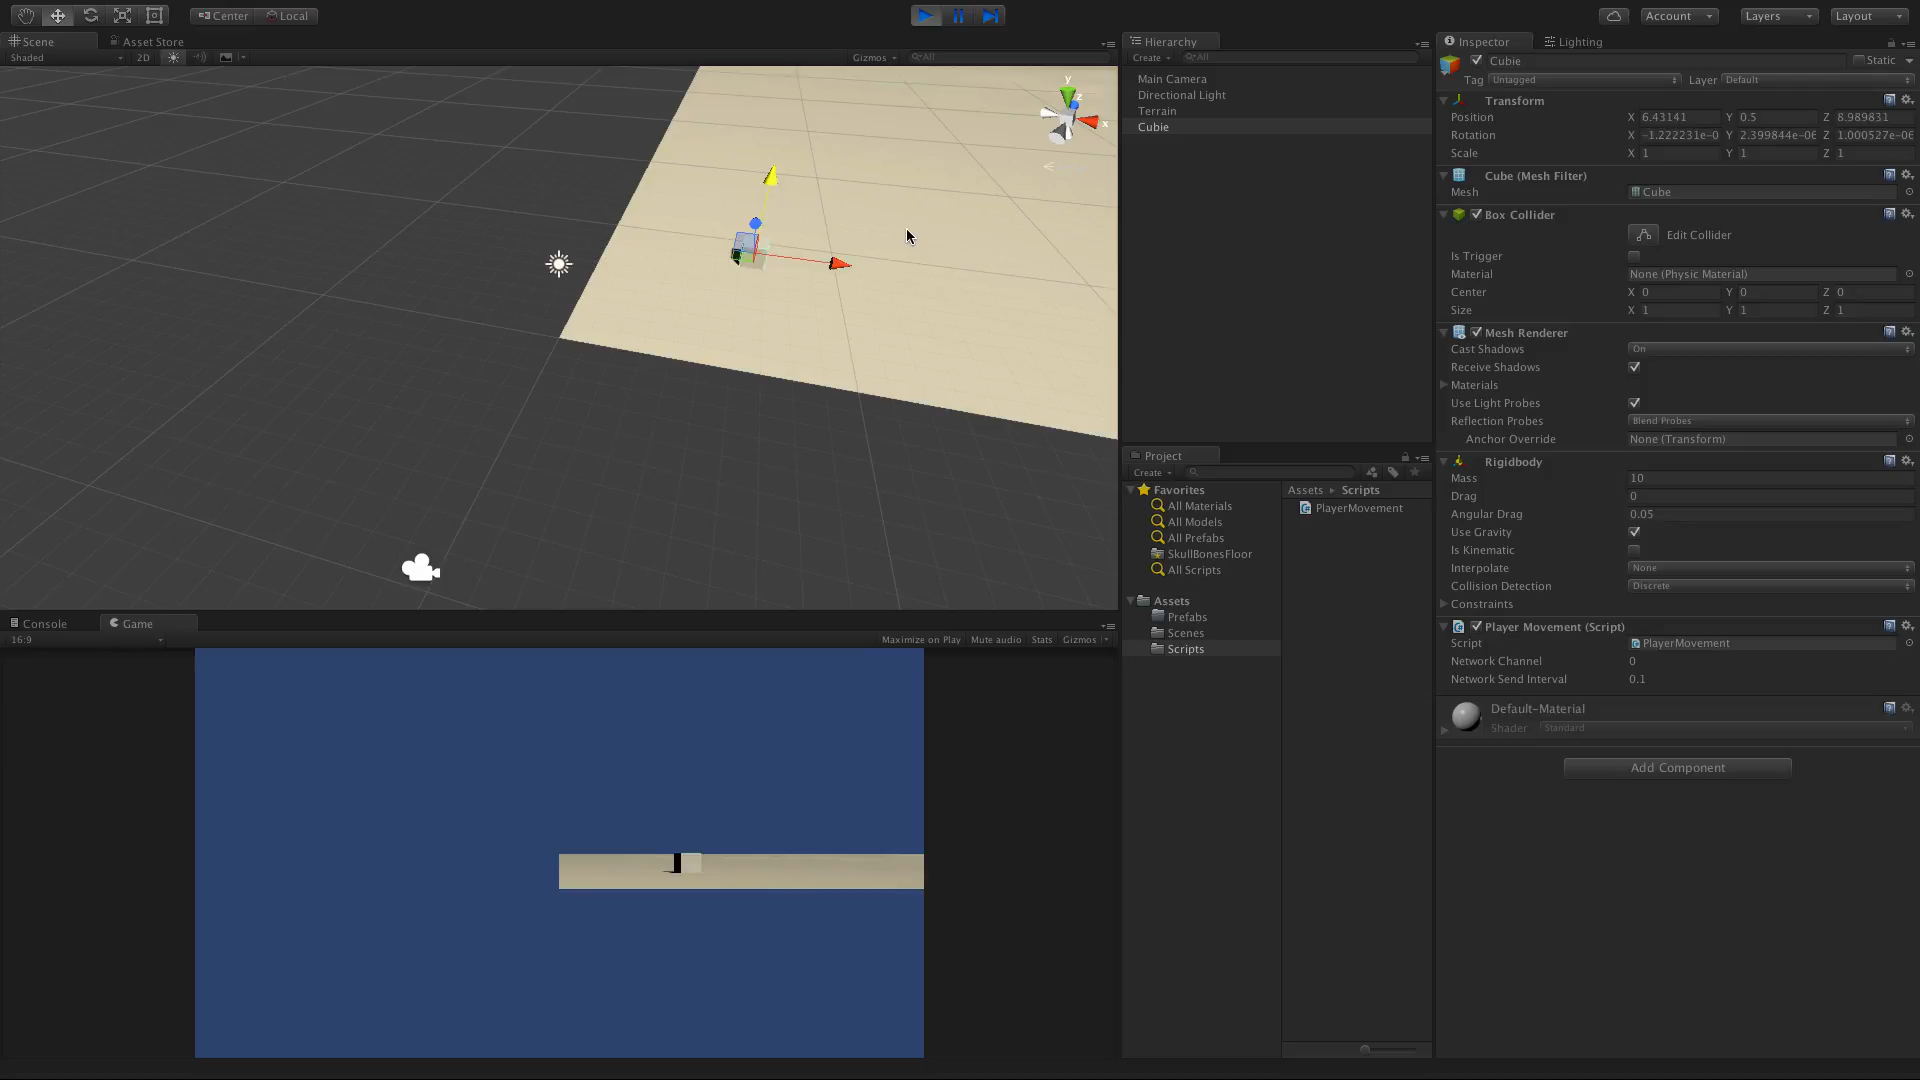 Center Local
Account Layers Layout
Scene Asset Store
Shaded 2D Gizmos All
y
z
x
Console Game
16:9 Maximize on Play Mute audio Stats Gizmos
Hierarchy
Create All
Main Camera
Directional Light
Terrain
Cubie
Project
Create
Favorites
All Materials
All Models
All Prefabs
SkullBonesFloor
All Scripts
Assets
Prefabs
Scenes
Scripts
Assets Scripts
PlayerMovement
Inspector Lighting
Cubie Static
Tag Untagged Layer Default
Transform
Position X 6.43141 Y 0.5 Z 8.989831
Rotation X -1.222231e-0 Y 2.399844e-06 Z 1.000527e-06
Scale X 1 Y 1 Z 1
Cube (Mesh Filter)
Mesh Cube
Box Collider
Edit Collider
Is Trigger
Material None (Physic Material)
Center X 0 Y 0 Z 0
Size X 1 Y 1 Z 1
Mesh Renderer
Cast Shadows On
Receive Shadows
Materials
Use Light Probes
Reflection Probes Blend Probes
Anchor Override None (Transform)
Rigidbody
Mass 10
Drag 0
Angular Drag 0.05
Use Gravity
Is Kinematic
Interpolate None
Collision Detection Discrete
Constraints
Player Movement (Script)
Script PlayerMovement
Network Channel 0
Network Send Interval 0.1
Default-Material
Shader Standard
Add Component